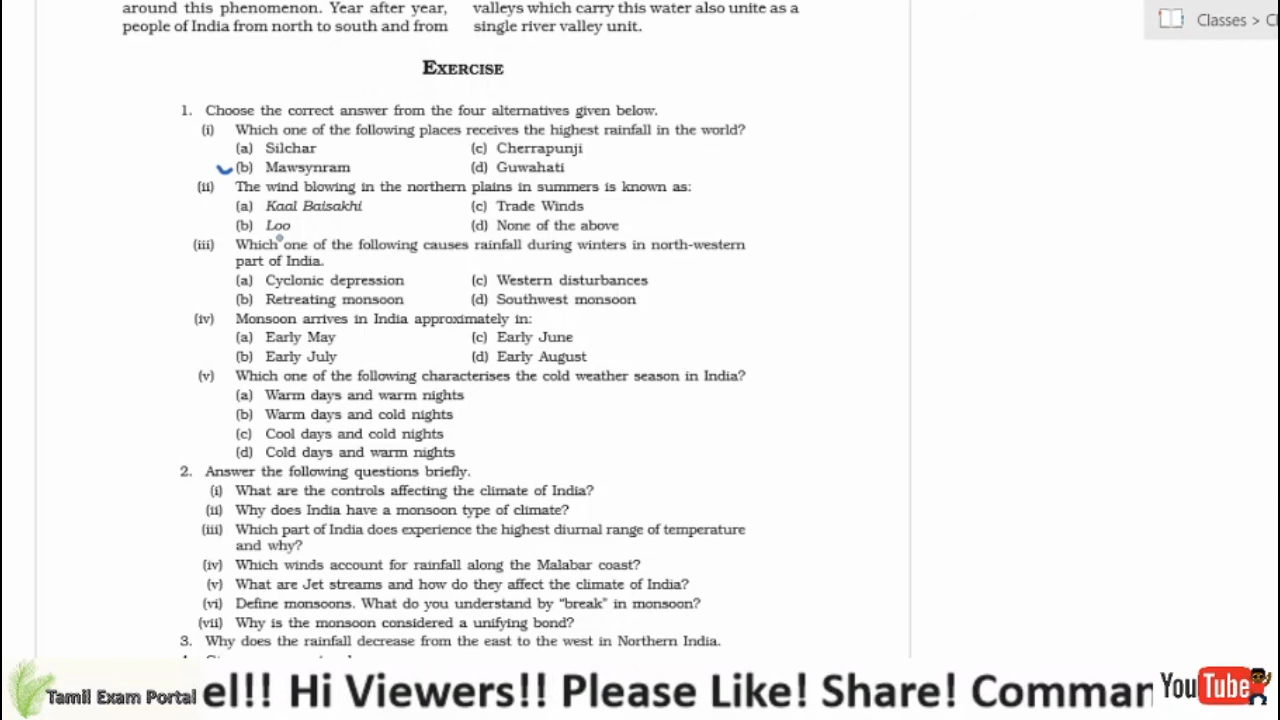 around this phenomenon. Year after year,
people of India from north to south and from
valleys which carry this water also unite as a
single river valley unit.
Classes > C
EXERCISE
1. Choose the correct answer from the four alternatives given below.
(i) Which one of the following places receives the highest rainfall in the world?
(a) Silchar (c) Cherrapunji
(b) Mawsynram (d) Guwahati
(ii) The wind blowing in the northern plains in summers is known as:
(a) Kaal Baisakhi (c) Trade Winds
(b) Loo (d) None of the above
(iii) Which one of the following causes rainfall during winters in north-western
part of India.
(a) Cyclonic depression (c) Western disturbances
(b) Retreating monsoon (d) Southwest monsoon
(iv) Monsoon arrives in India approximately in:
(a) Early May (c) Early June
(b) Early July (d) Early August
(v) Which one of the following characterises the cold weather season in India?
(a) Warm days and warm nights
(b) Warm days and cold nights
(c) Cool days and cold nights
(d) Cold days and warm nights
2. Answer the following questions briefly.
(i) What are the controls affecting the climate of India?
(ii) Why does India have a monsoon type of climate?
(iii) Which part of India does experience the highest diurnal range of temperature
and why?
(iv) Which winds account for rainfall along the Malabar coast?
(v) What are Jet streams and how do they affect the climate of India?
(vi) Define monsoons. What do you understand by "break" in monsoon?
(vii) Why is the monsoon considered a unifying bond?
3. Why does the rainfall decrease from the east to the west in Northern India.
Tamil Exam Portal
el!! Hi Viewers!! Please Like! Share! Comman
YouTube